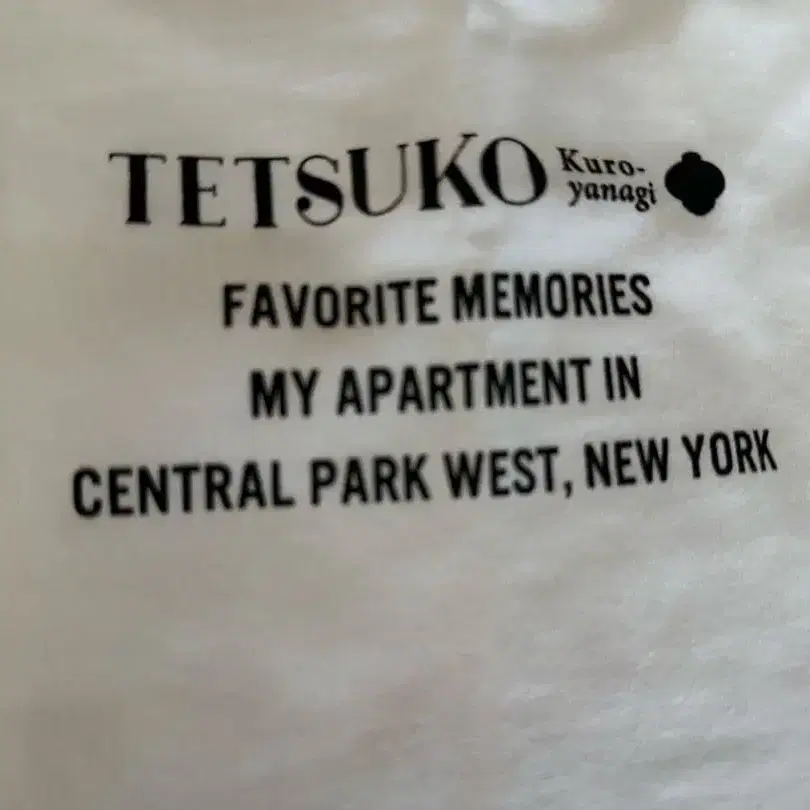 TETSUKO Kuro-
yanagi
FAVORITE MEMORIES
MY APARTMENT IN
CENTRAL PARK WEST, NEW YORK